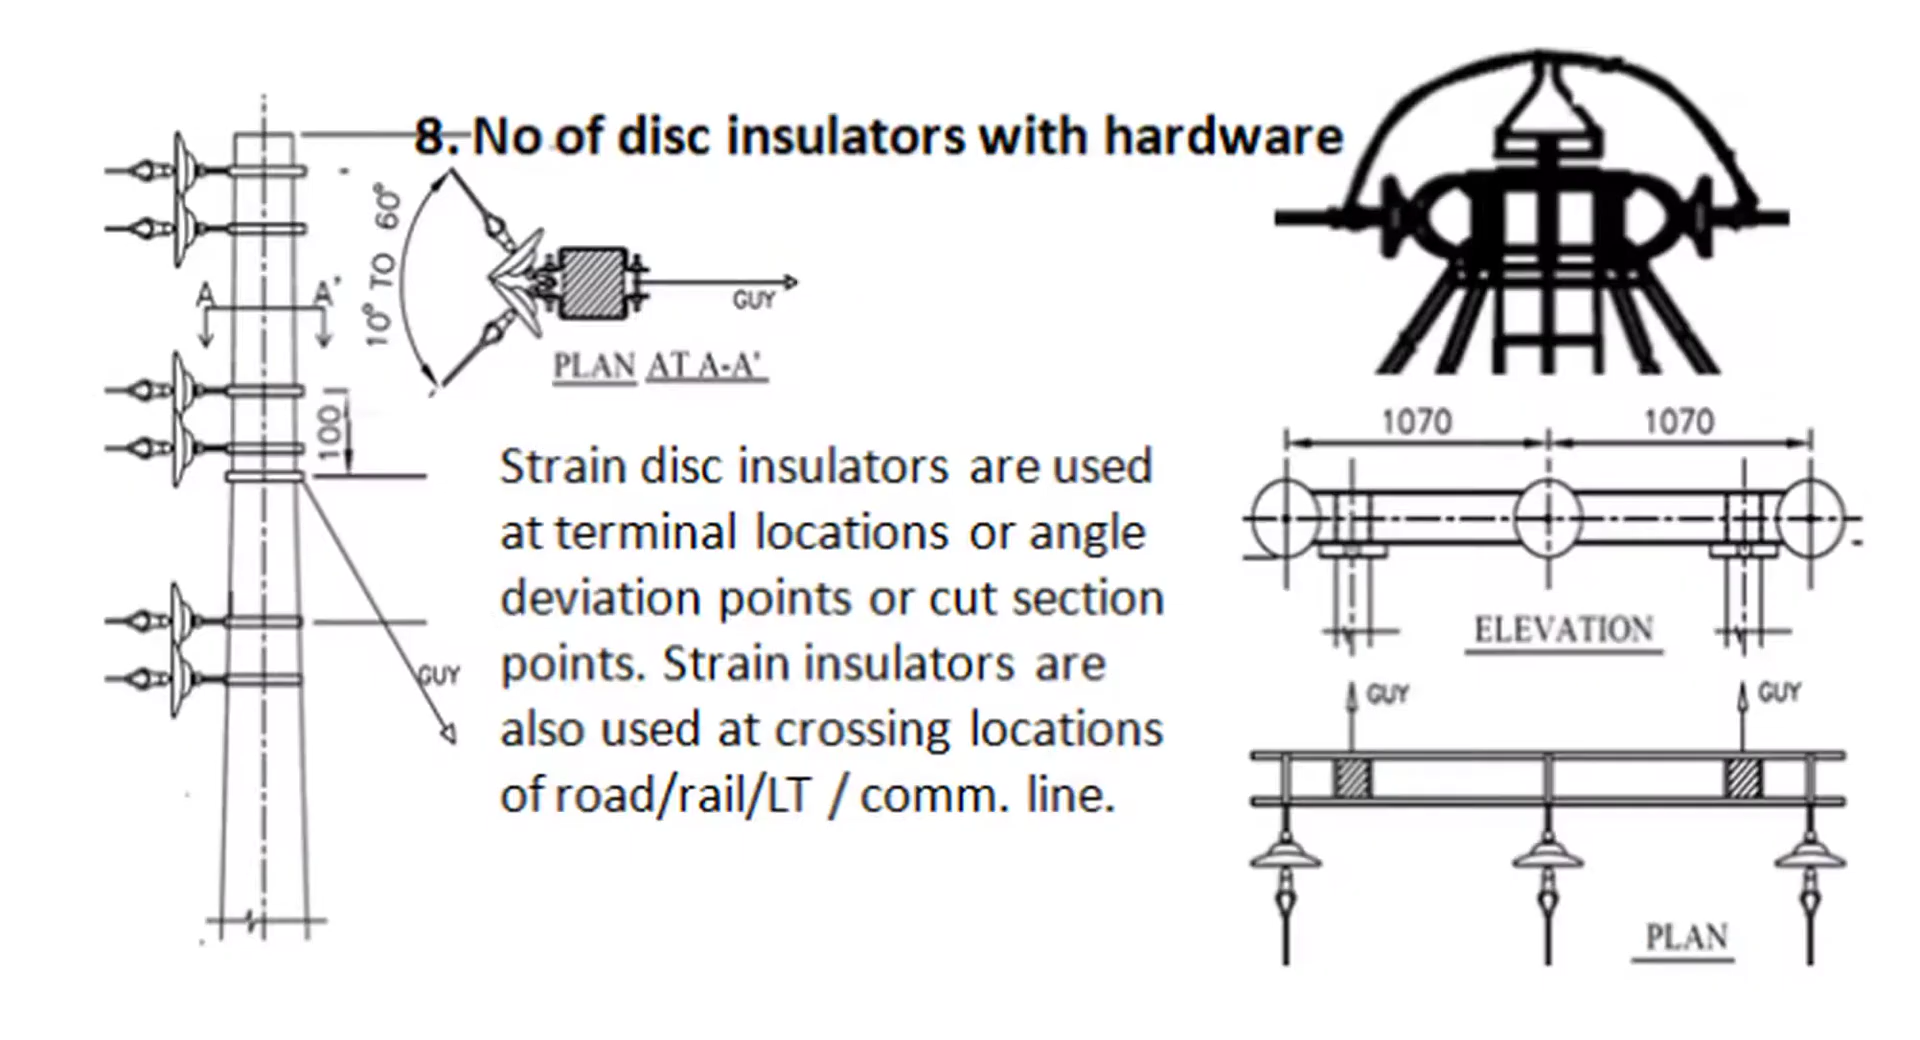 8. No of disc insulators with hardware
A A'
10° TO 60°
GUY
PLAN AT A-A'
100
GUY
Strain disc insulators are used
at terminal locations or angle
deviation points or cut section
points. Strain insulators are
also used at crossing locations
of road/rail/LT / comm. line.
1070 1070
ELEVATION
GUY GUY
PLAN